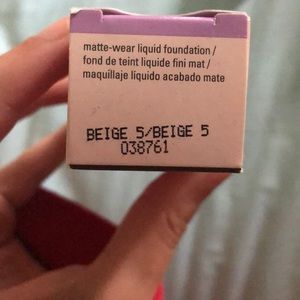 matte-wear liquid foundation /
fond de teint liquide fini mat /
maquillaje líquido acabado mate
BEIGE 5/BEIGE 5
038761